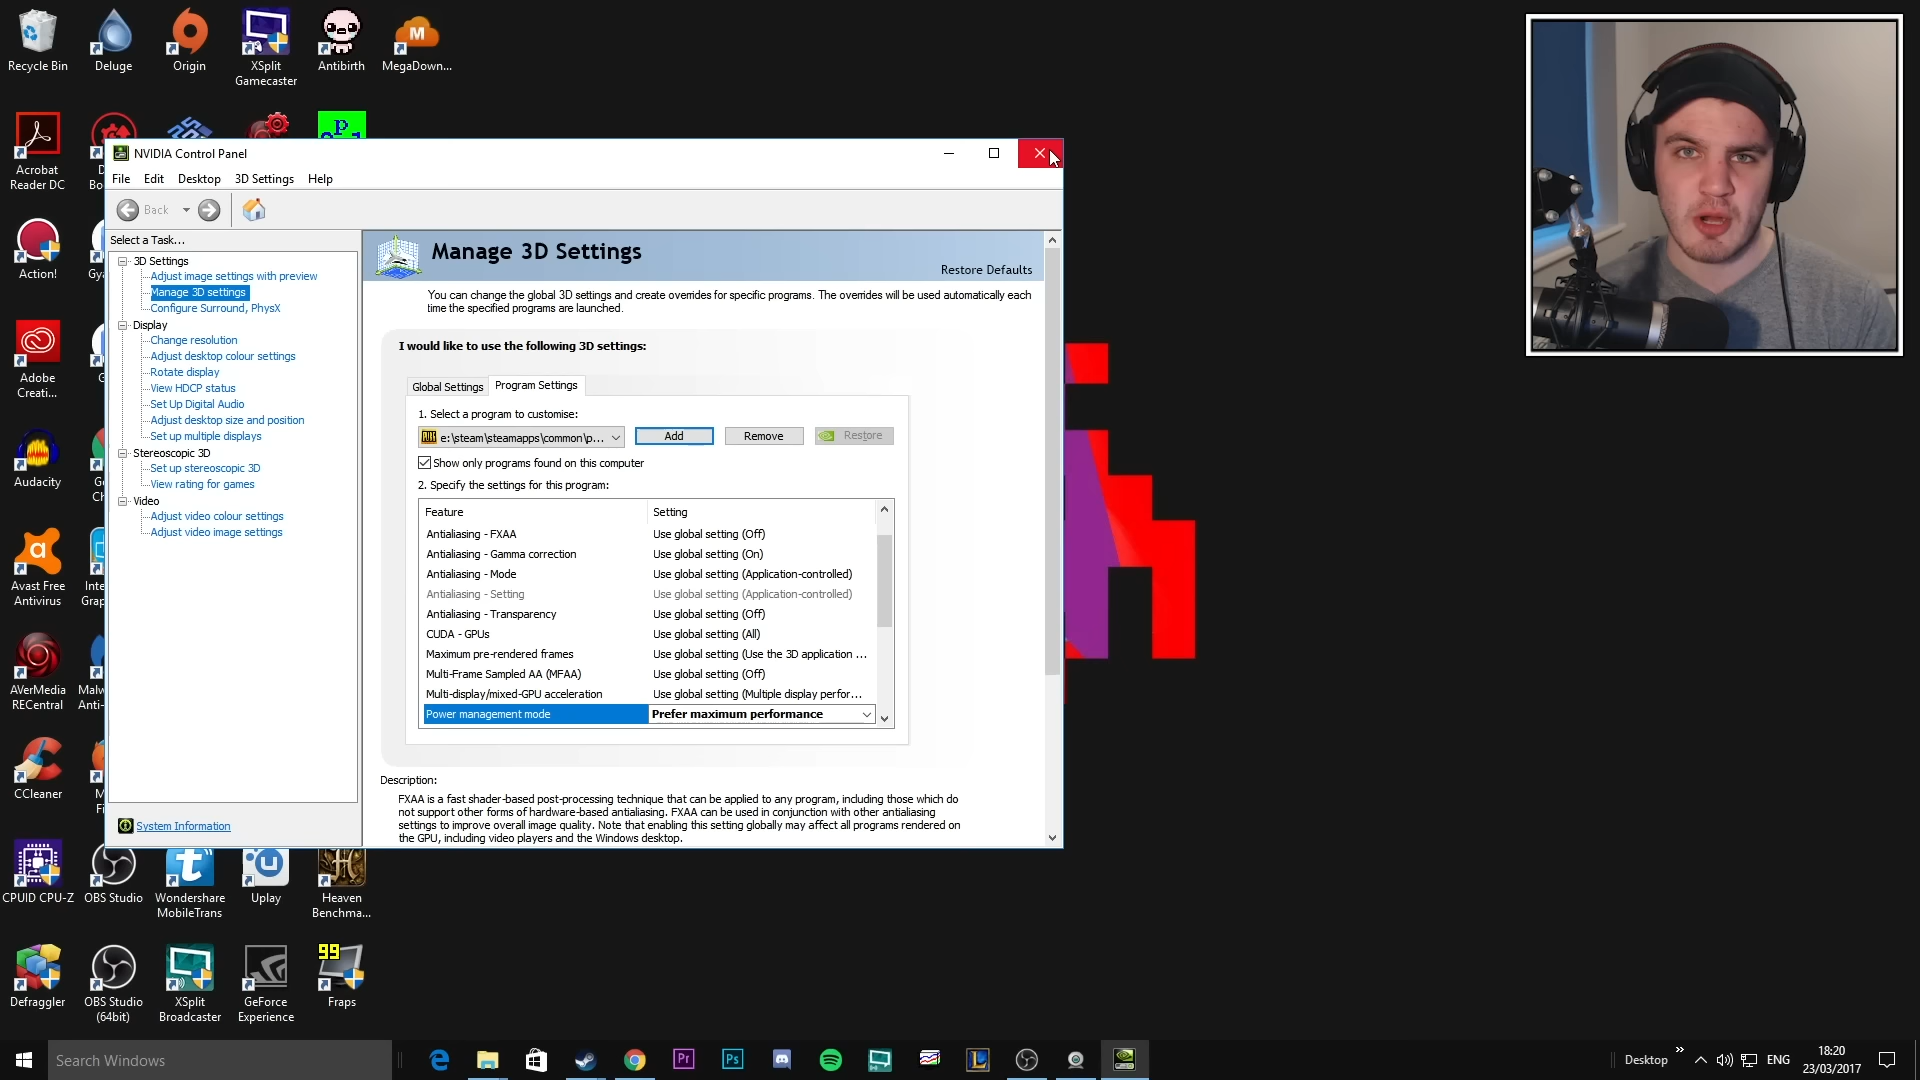 Recycle Bin
Deluge
Origin
XSplit
Gamecaster
Antibirth
M
MegaDown...
Acrobat
Reader DC
Action!
Adobe
Creati...
Audacity
Avast Free
Antivirus
AVerMedia
RECentral
CCleaner
CPUID CPU-Z
OBS Studio
Wondershare
MobileTrans
Uplay
Heaven
Benchma...
Defraggler
OBS Studio
(64bit)
XSplit
Broadcaster
GeForce
Experience
99
Fraps
NVIDIA Control Panel
File
Edit
Desktop
3D Settings
Help
Back
Select a Task...
3D Settings
Adjust image settings with preview
Manage 3D settings
Configure Surround, PhysX
Display
Change resolution
Adjust desktop colour settings
Rotate display
View HDCP status
Set Up Digital Audio
Adjust desktop size and position
Set up multiple displays
Stereoscopic 3D
Set up stereoscopic 3D
View rating for games
Video
Adjust video colour settings
Adjust video image settings
System Information
Manage 3D Settings
Restore Defaults
You can change the global 3D settings and create overrides for specific programs. The overrides will be used automatically each
time the specified programs are launched.
I would like to use the following 3D settings:
Global Settings
Program Settings
1. Select a program to customise:
e:\steam\steamapps\common\p...
Add
Remove
Restore
Show only programs found on this computer
2. Specify the settings for this program:
Feature
Setting
Antialiasing - FXAA
Use global setting (Off)
Antialiasing - Gamma correction
Use global setting (On)
Antialiasing - Mode
Use global setting (Application-controlled)
Antialiasing - Setting
Use global setting (Application-controlled)
Antialiasing - Transparency
Use global setting (Off)
CUDA - GPUs
Use global setting (All)
Maximum pre-rendered frames
Use global setting (Use the 3D application ...
Multi-Frame Sampled AA (MFAA)
Use global setting (Off)
Multi-display/mixed-GPU acceleration
Use global setting (Multiple display perfor...
Power management mode
Prefer maximum performance
Description:
FXAA is a fast shader-based post-processing technique that can be applied to any program, including those which do
not support other forms of hardware-based antialiasing. FXAA can be used in conjunction with other antialiasing
settings to improve overall image quality. Note that enabling this setting globally may affect all programs rendered on
the GPU, including video players and the Windows desktop.
Search Windows
Pr
Ps
Desktop
ENG
18:20
23/03/2017